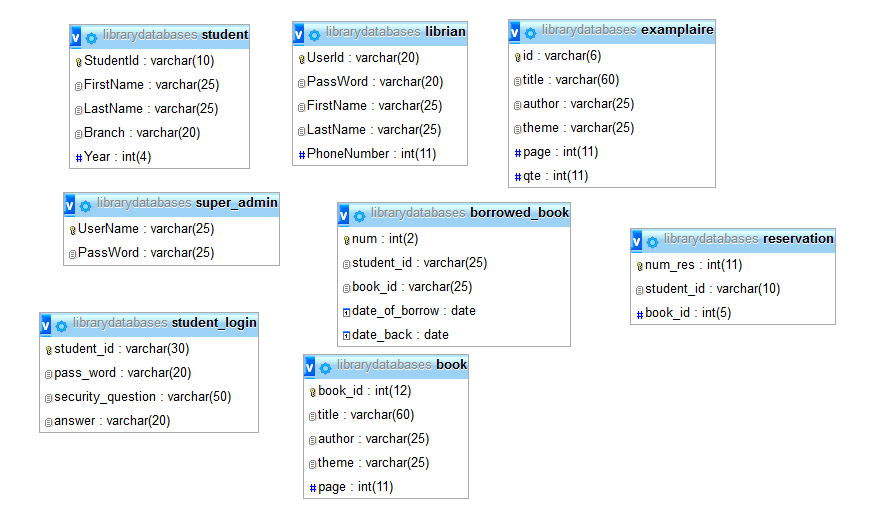 librarydatabases student
StudentId : varchar(10)
FirstName : varchar(25)
LastName : varchar(25)
Branch : varchar(20)
# Year : int(4)
librarydatabases librian
UserId : varchar(20)
PassWord : varchar(20)
FirstName : varchar(25)
LastName : varchar(25)
# PhoneNumber : int(11)
librarydatabases examplaire
id : varchar(6)
title : varchar(60)
author : varchar(25)
theme : varchar(25)
# page : int(11)
# qte : int(11)
librarydatabases super_admin
UserName : varchar(25)
PassWord : varchar(25)
librarydatabases borrowed_book
num : int(2)
student_id : varchar(25)
book_id : varchar(25)
date_of_borrow : date
date_back : date
librarydatabases reservation
num_res : int(11)
student_id : varchar(10)
# book_id : int(5)
librarydatabases student_login
student_id : varchar(30)
pass_word : varchar(20)
security_question : varchar(50)
answer : varchar(20)
librarydatabases book
book_id : int(12)
title : varchar(60)
author : varchar(25)
theme : varchar(25)
# page : int(11)